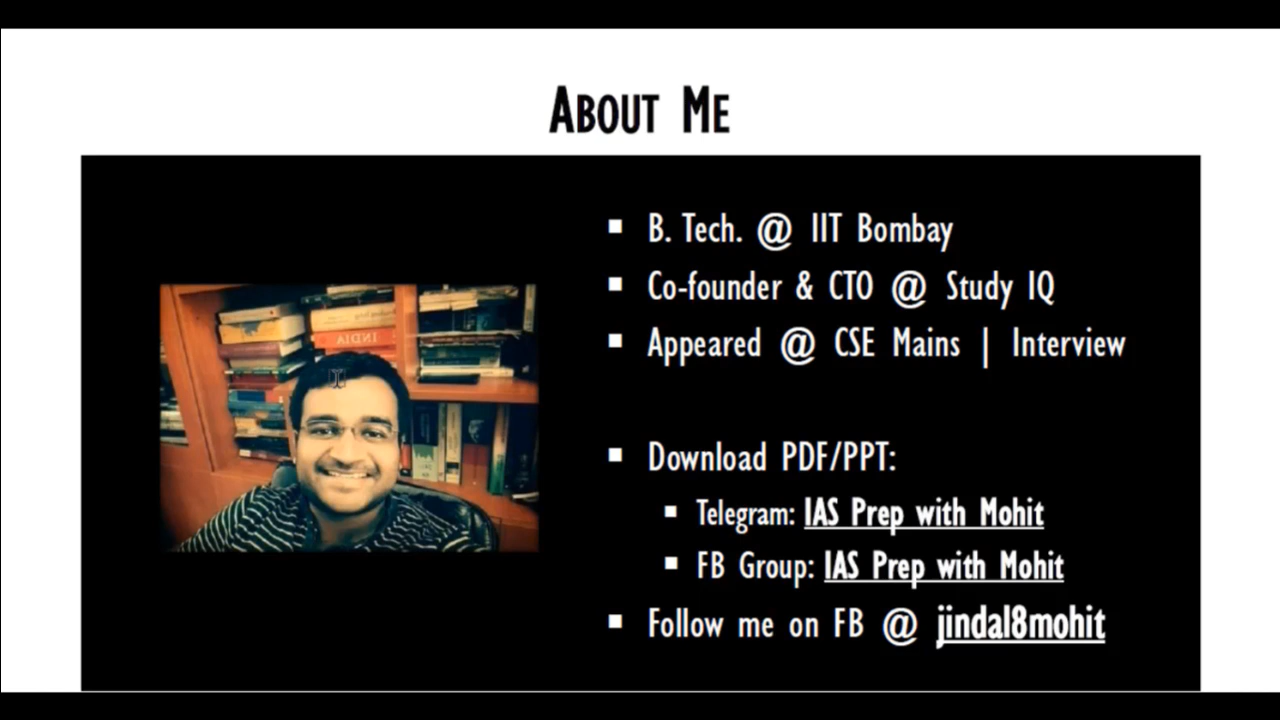 ABOUT ME
B. Tech. @ IIT Bombay
Co-founder & CTO @ Study IQ
Appeared @ CSE Mains | Interview
Download PDF/PPT:
Telegram: IAS Prep with Mohit
FB Group: IAS Prep with Mohit
Follow me on FB @ jindal8mohit
INDIA